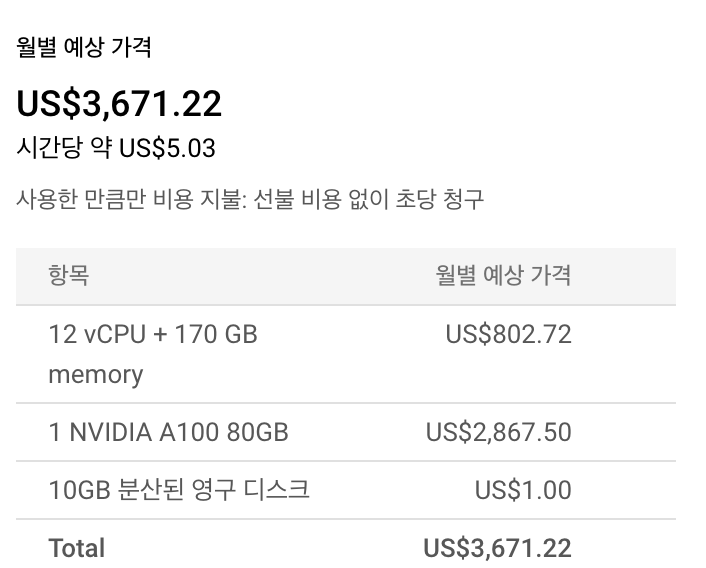 월별 예상 가격
US$3,671.22
시간당 약 US$5.03
사용한 만큼만 비용 지불: 선불 비용 없이 초당 청구
항목 월별 예상 가격
12 vCPU + 170 GB US$802.72
memory
1 NVIDIA A100 80GB US$2,867.50
10GB 분산된 영구 디스크 US$1.00
Total US$3,671.22